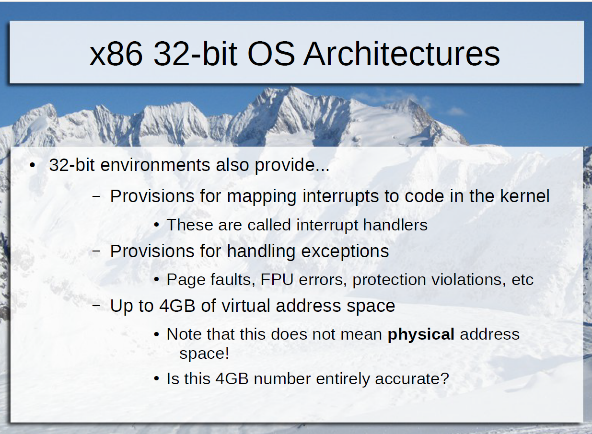 x86 32-bit OS Architectures
• 32-bit environments also provide...
– Provisions for mapping interrupts to code in the kernel
• These are called interrupt handlers
– Provisions for handling exceptions
• Page faults, FPU errors, protection violations, etc
– Up to 4GB of virtual address space
• Note that this does not mean physical address
space!
• Is this 4GB number entirely accurate?